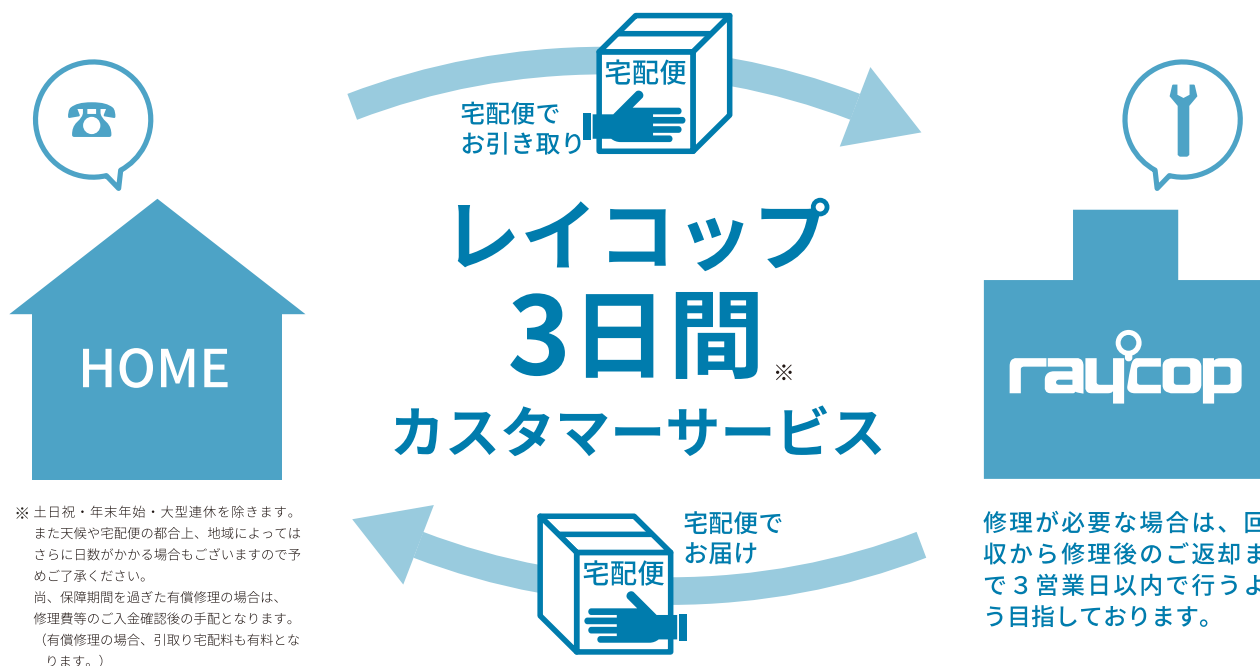 宅配便
宅配便で
お引き取り
レイコップ
3日間
※
カスタマーサービス
HOME
raycop
※ 土日祝・年末年始・大型連休を除きます。
また天候や宅配便の都合上、地域によっては
さらに日数がかかる場合もございますので予
めご了承ください。
尚、保障期間を過ぎた有償修理の場合は、
修理費等のご入金確認後の手配となります。
（有償修理の場合、引取り宅配料も有料とな
ります。）
宅配便で
お届け
宅配便
修理が必要な場合は、回
収から修理後のご返却ま
で３営業日以内で行うよ
う目指しております。